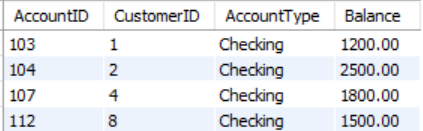 AccountID CustomerID AccountType Balance
103 1 Checking 1200.00
104 2 Checking 2500.00
107 4 Checking 1800.00
112 8 Checking 1500.00